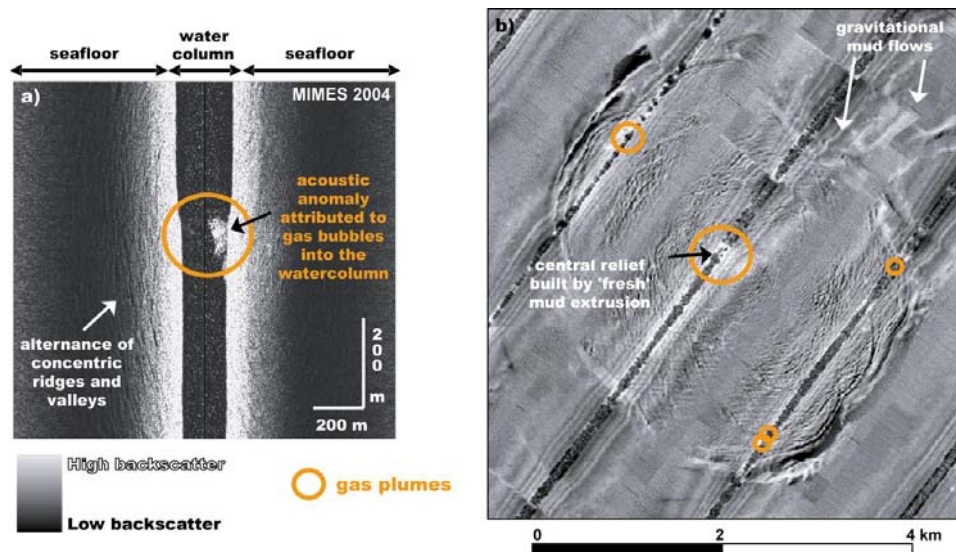 seafloor
water
column
seafloor
a)
MIMES 2004
acoustic
anomaly
attributed to
gas bubbles
into the
watercolumn
alternance of
concentric
ridges and
valleys
200
m
200 m
High backscatter
Low backscatter
gas plumes
b)
gravitational
mud flows
central relief
built by 'fresh'
mud extrusion
0
2
4 km